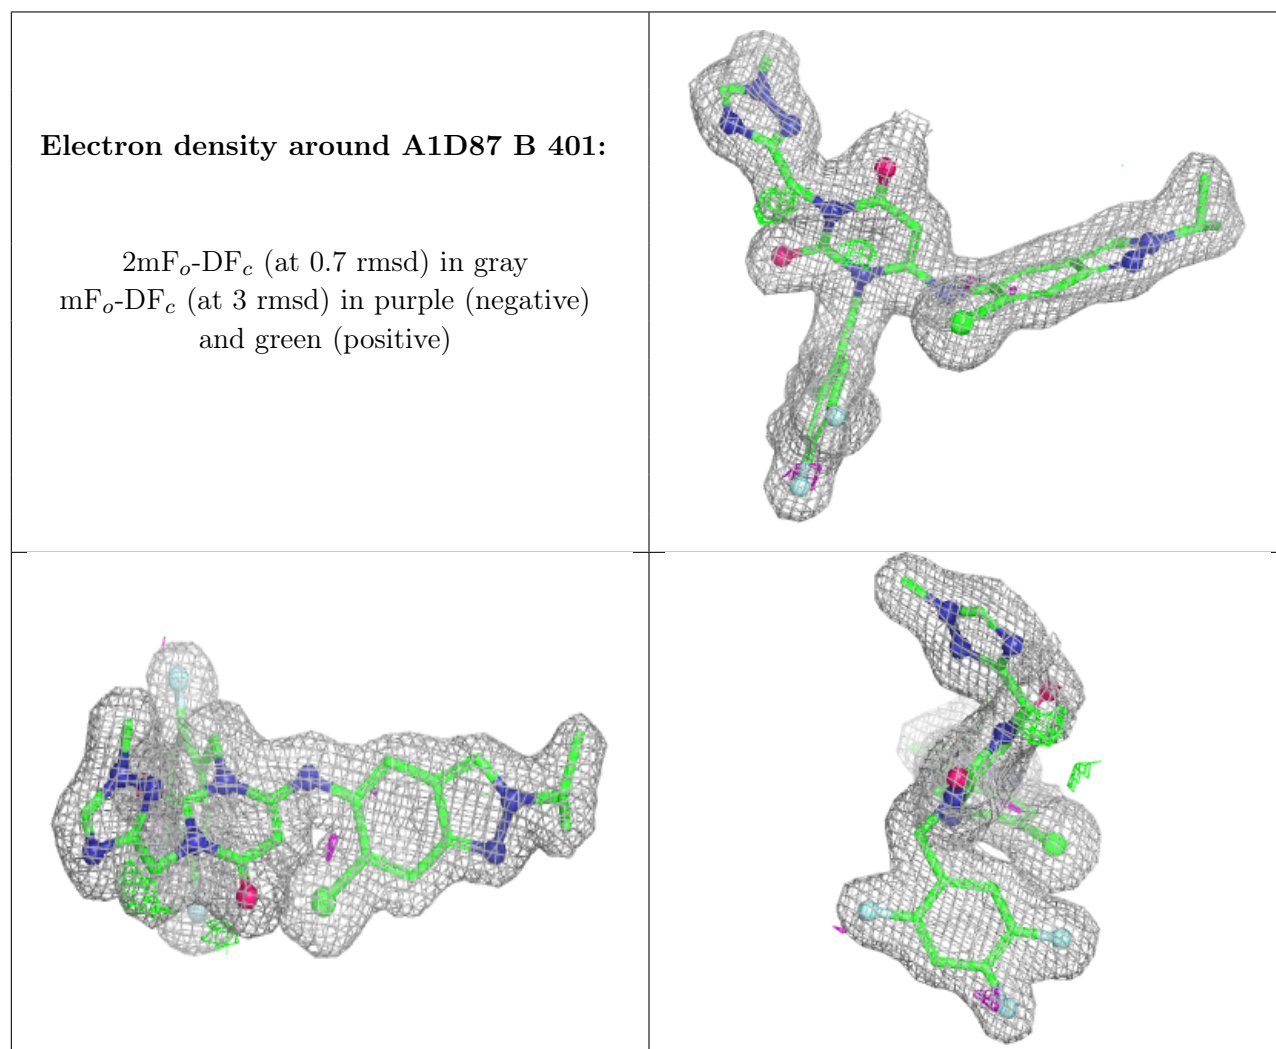 Electron density around A1D87 B 401:
2mFo-DFc (at 0.7 rmsd) in gray
mFo-DFc (at 3 rmsd) in purple (negative)
and green (positive)